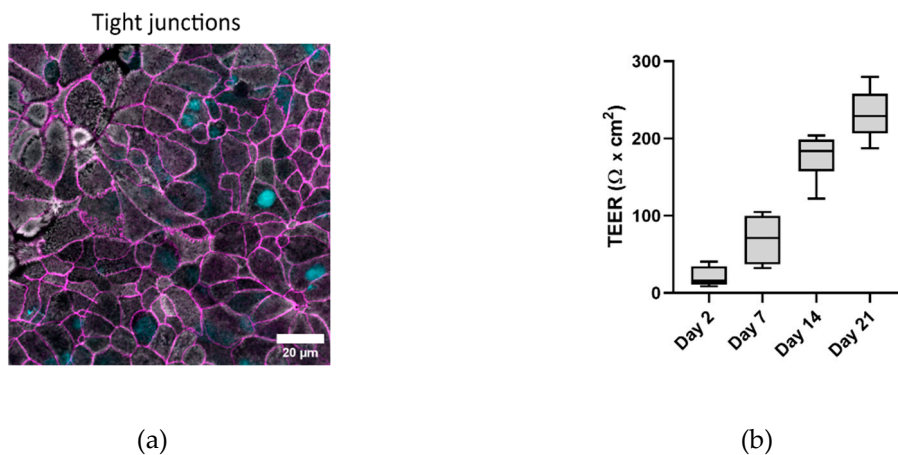 Tight junctions
20 µm
(a)
TEER (Ω x cm²)
300
200
100
0
Day 2
Day 7
Day 14
Day 21
(b)